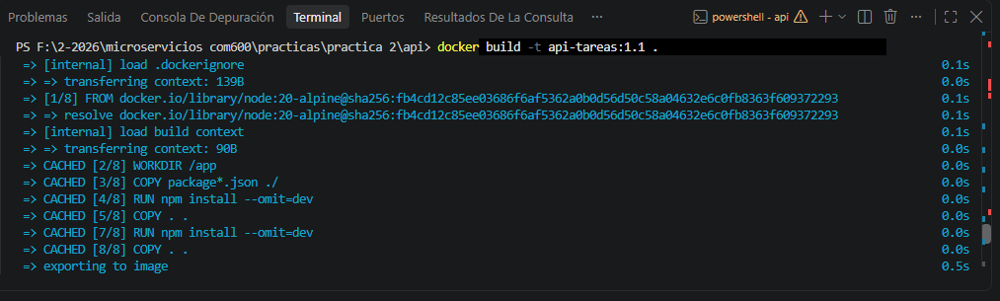 Problemas Salida Consola De Depuración Terminal Puertos Resultados De La Consulta ··· powershell - api
PS F:\2-2026\microservicios com600\practicas\practica 2\api> docker build -t api-tareas:1.1 .
=> [internal] load .dockerignore 0.1s
=> => transferring context: 139B 0.0s
=> [1/8] FROM docker.io/library/node:20-alpine@sha256:fb4cd12c85ee03686f6af5362a0b0d56d50c58a04632e6c0fb8363f609372293 0.1s
=> => resolve docker.io/library/node:20-alpine@sha256:fb4cd12c85ee03686f6af5362a0b0d56d50c58a04632e6c0fb8363f609372293 0.1s
=> [internal] load build context 0.0s
=> => transferring context: 90B 0.0s
=> CACHED [2/8] WORKDIR /app 0.0s
=> CACHED [3/8] COPY package*.json ./ 0.0s
=> CACHED [4/8] RUN npm install --omit=dev 0.0s
=> CACHED [5/8] COPY . . 0.0s
=> CACHED [7/8] RUN npm install --omit=dev 0.0s
=> CACHED [8/8] COPY . . 0.0s
=> exporting to image 0.5s